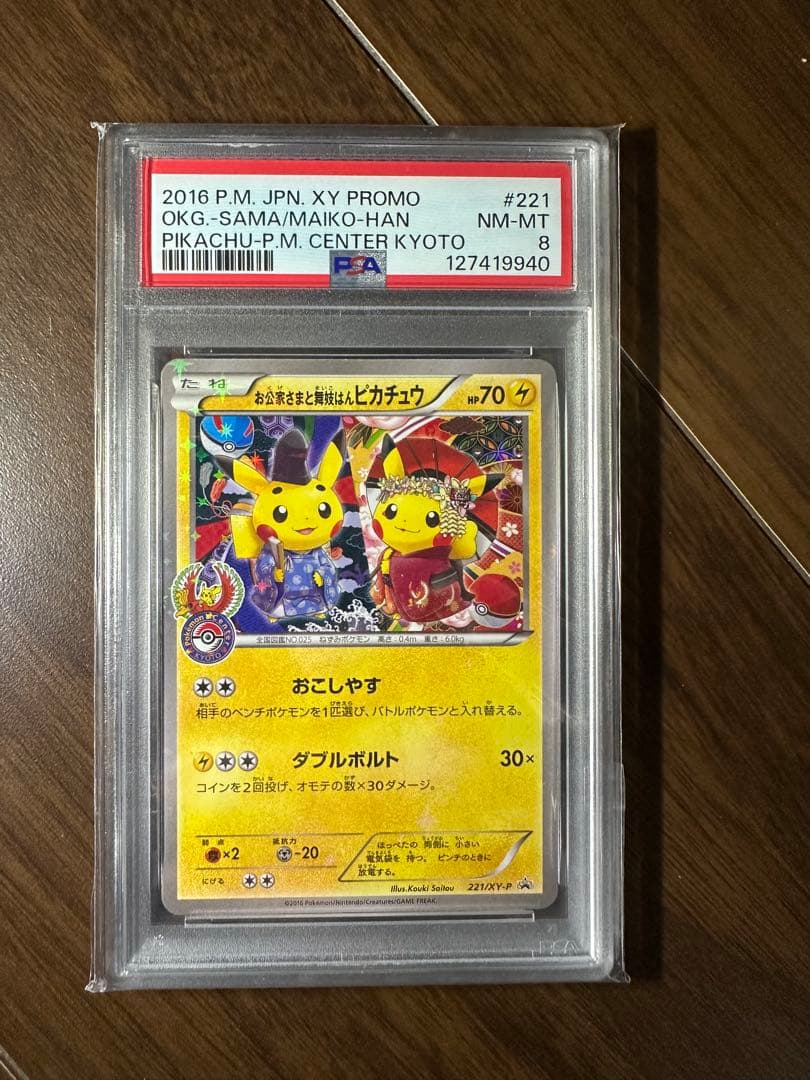 2016 P.M. JPN. XY PROMO #221
OKG.-SAMA/MAIKO-HAN NM-MT
PIKACHU-P.M. CENTER KYOTO 8
PSA 127419940
たね お公家さまと舞妓はんピカチュウ HP70
Pokémon Center
KYOTO
全国図鑑NO.025 ねずみポケモン 高さ:0.4m 重さ:6.0kg
おこしやす
相手のベンチポケモンを1匹選び、バトルポケモンと入れ替える。
ダブルボルト 30×
コインを2回投げ、オモテの数×30ダメージ。
弱点 抵抗力
×2 -20
にげる
ほっぺたの 両側に 小さい
電気袋を 持つ。 ピンチのときに
放電する。
Illus.Kouki Saitou 221/XY-P
©2016 Pokémon/Nintendo/Creatures/GAME FREAK.